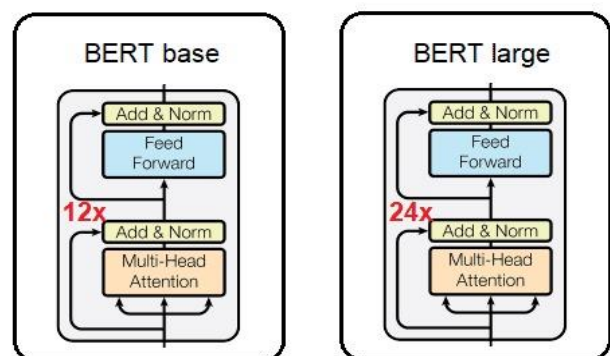 BERT base
Add & Norm
Feed
Forward
12x
Add & Norm
Multi-Head
Attention
BERT large
Add & Norm
Feed
Forward
24x
Add & Norm
Multi-Head
Attention